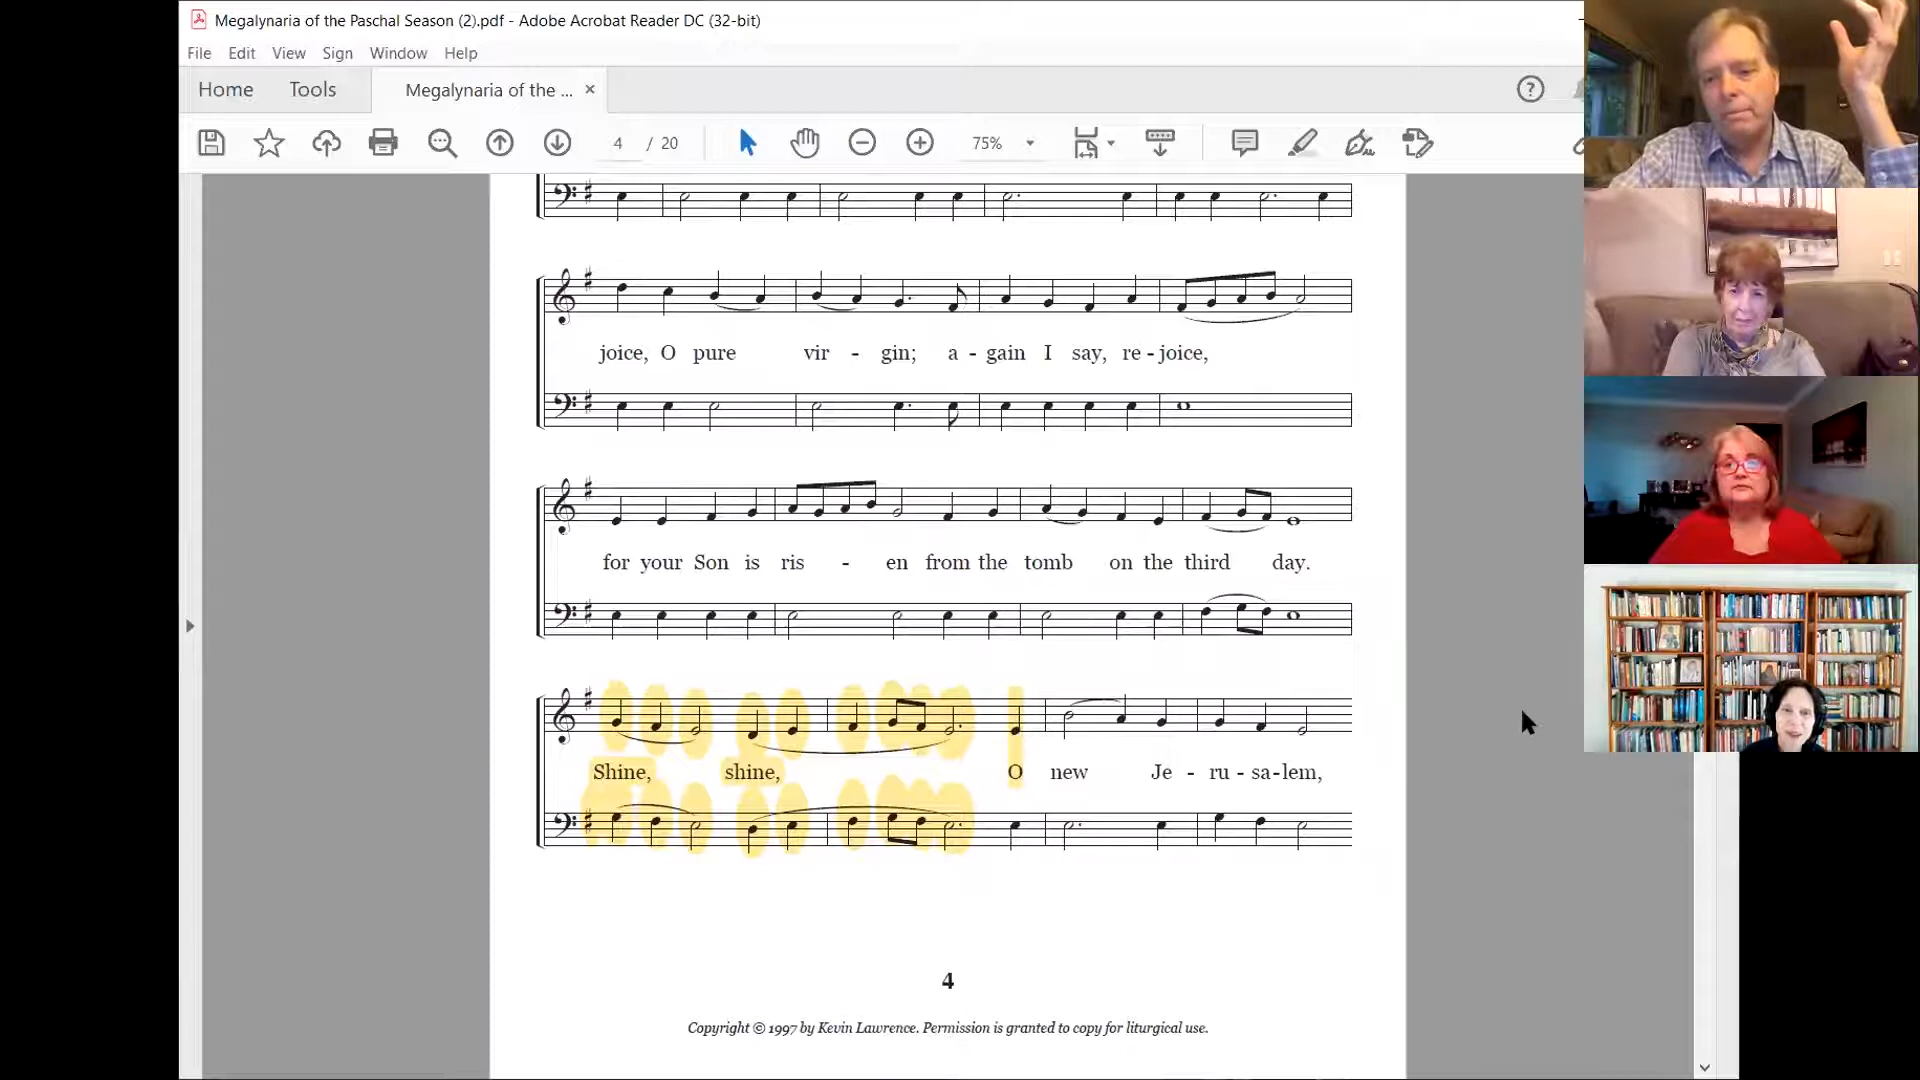 Megalynaria of the Paschal Season (2).pdf - Adobe Acrobat Reader DC (32-bit)
File Edit View Sign Window Help
Home Tools Megalynaria of the ... ×
4 / 20 75%
joice, O pure vir - gin; a - gain I say, re - joice,
for your Son is ris - en from the tomb on the third day.
Shine, shine, O new Je - ru - sa - lem,
4
Copyright © 1997 by Kevin Lawrence. Permission is granted to copy for liturgical use.